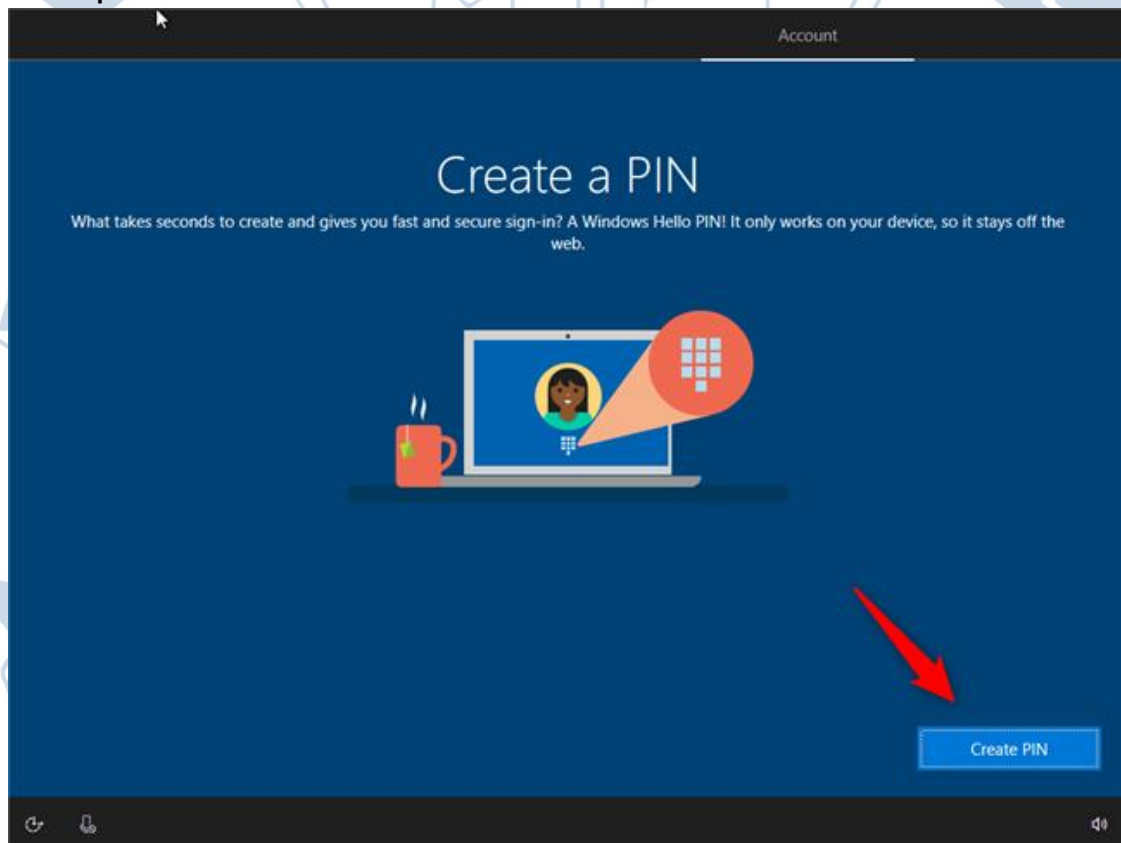 Account
Create a PIN
What takes seconds to create and gives you fast and secure sign-in? A Windows Hello PIN! It only works on your device, so it stays off the
web.
Create PIN